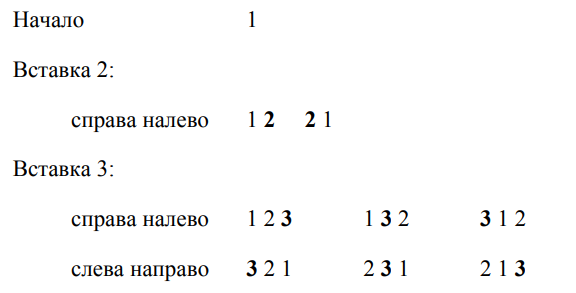 Начало 1
Вставка 2:
справа налево 1 2 2 1
Вставка 3:
справа налево 1 2 3 1 3 2 3 1 2
слева направо 3 2 1 2 3 1 2 1 3